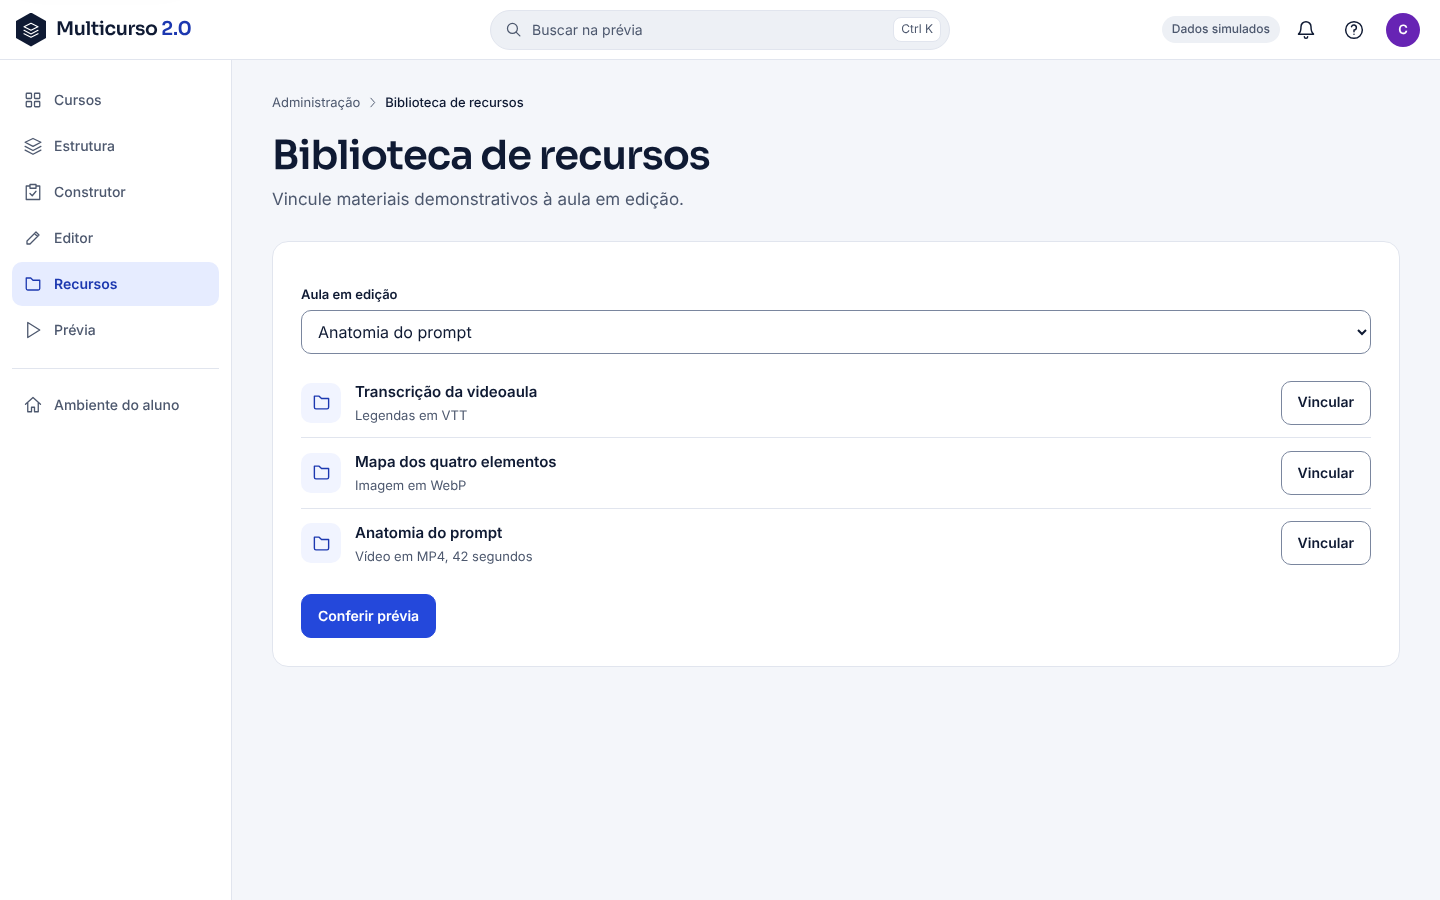 Multicurso 2.0
Buscar na prévia
Ctrl K
Dados simulados
C
Cursos
Estrutura
Construtor
Editor
Recursos
Prévia
Ambiente do aluno
Administração > Biblioteca de recursos
Biblioteca de recursos
Vincule materiais demonstrativos à aula em edição.
Aula em edição
Anatomia do prompt
Transcrição da videoaula
Legendas em VTT
Vincular
Mapa dos quatro elementos
Imagem em WebP
Vincular
Anatomia do prompt
Vídeo em MP4, 42 segundos
Vincular
Conferir prévia